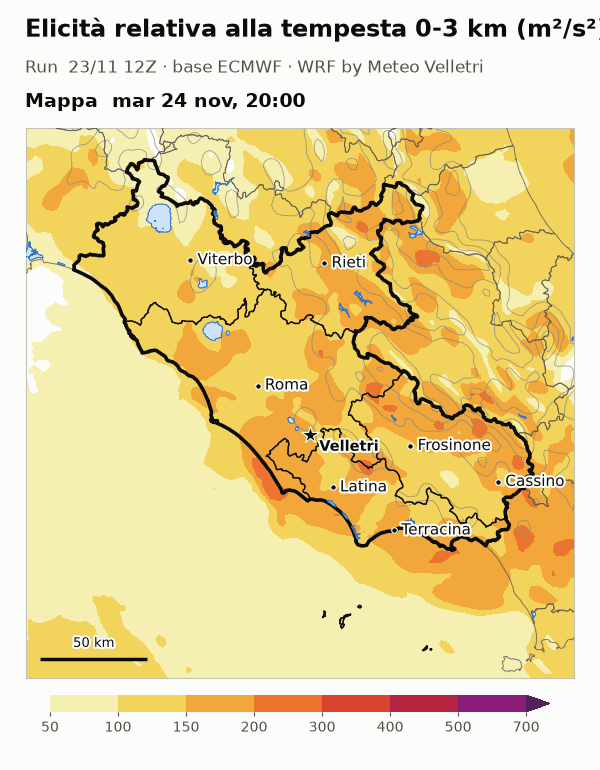 Elicità relativa alla tempesta 0-3 km (m²/s²)
Run 23/11 12Z · base ECMWF · WRF by Meteo Velletri
Mappa mar 24 nov, 20:00
Viterbo
Rieti
Roma
Velletri
Frosinone
Latina
Cassino
Terracina
50 km
50 100 150 200 300 400 500 700